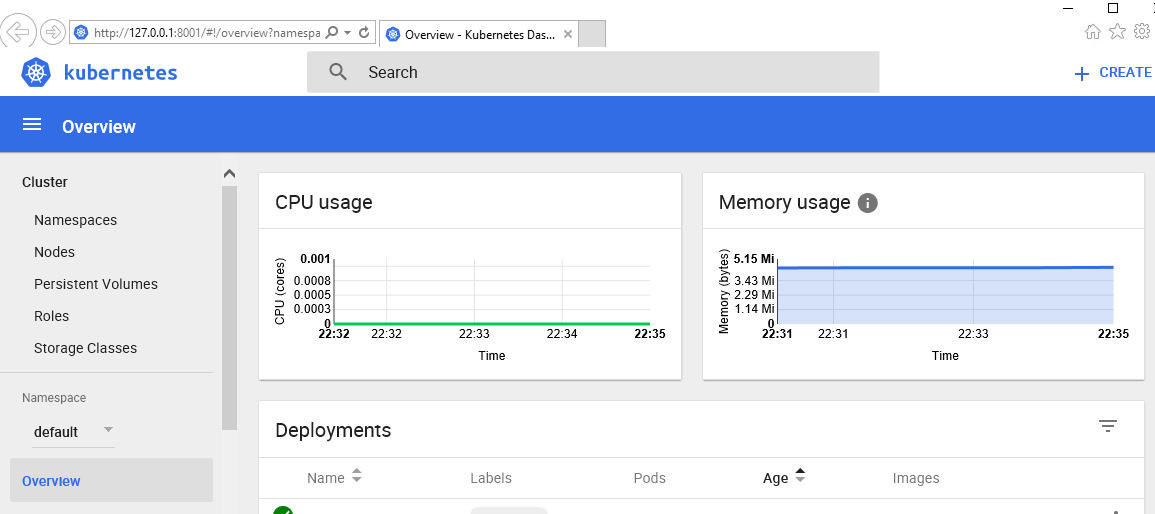 http://127.0.0.1:8001/#!/overview?namespa
Overview - Kubernetes Das...
kubernetes
Search
CREATE
Overview
Cluster
Namespaces
Nodes
Persistent Volumes
Roles
Storage Classes
Namespace
default
Overview
CPU usage
CPU (cores)
0.001
0.0008
0.0005
0.0003
0
22:32 22:32 22:33 22:34 22:35
Time
Memory usage
Memory (bytes)
5.15 Mi
3.43 Mi
2.29 Mi
1.14 Mi
0
22:31 22:31 22:33 22:35
Time
Deployments
Name Labels Pods Age Images